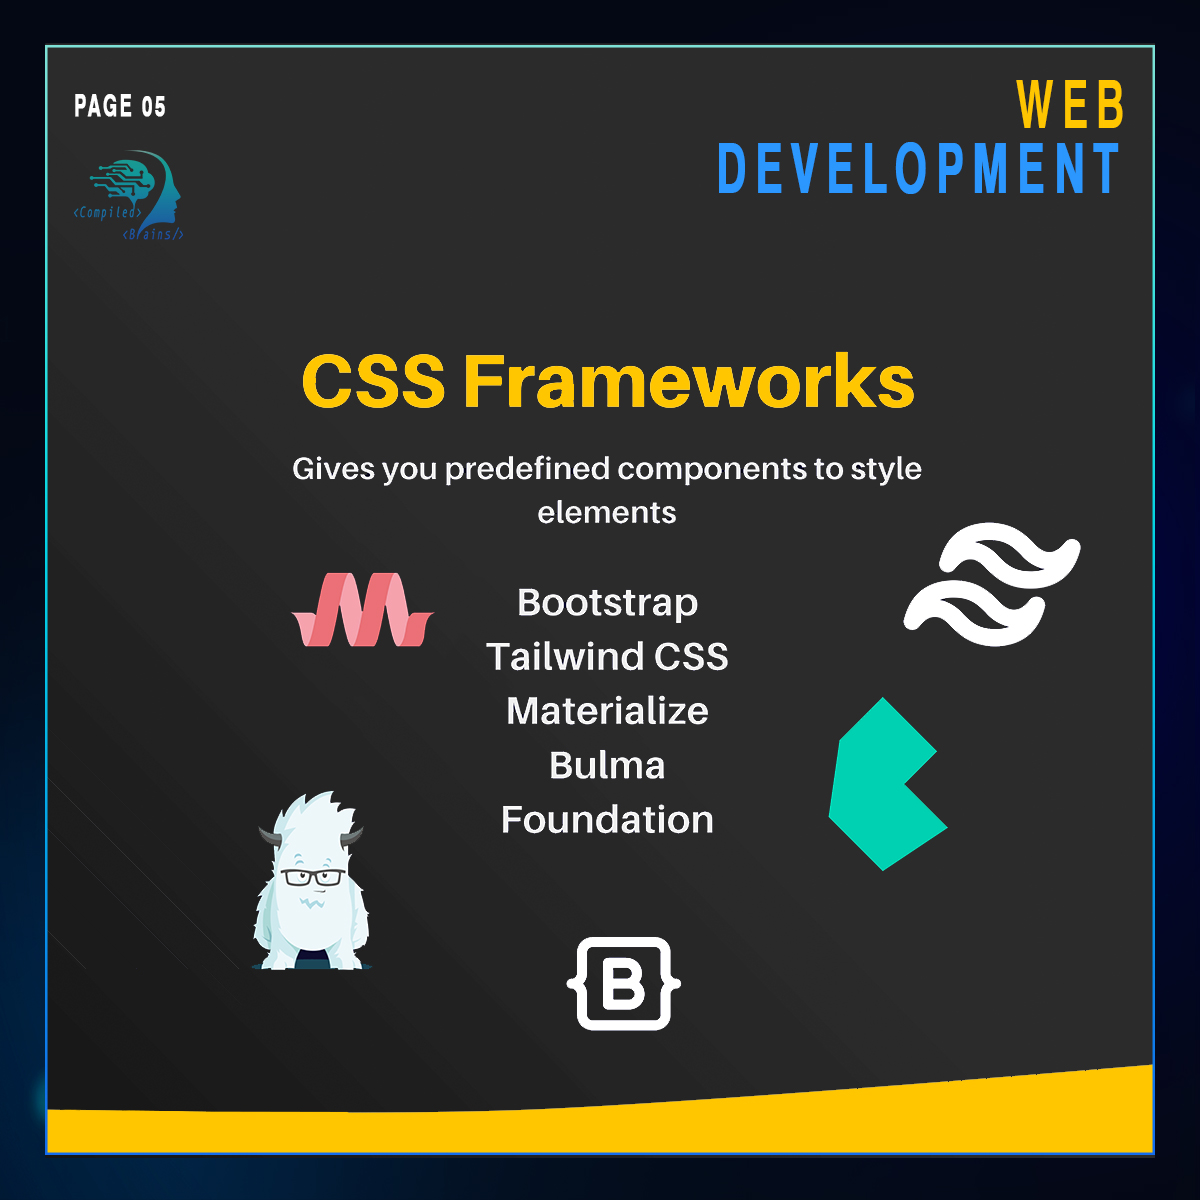 PAGE 05
WEB
DEVELOPMENT
<Compiled>
<Brains/>
CSS Frameworks
Gives you predefined components to style
elements
Bootstrap
Tailwind CSS
Materialize
Bulma
Foundation
B